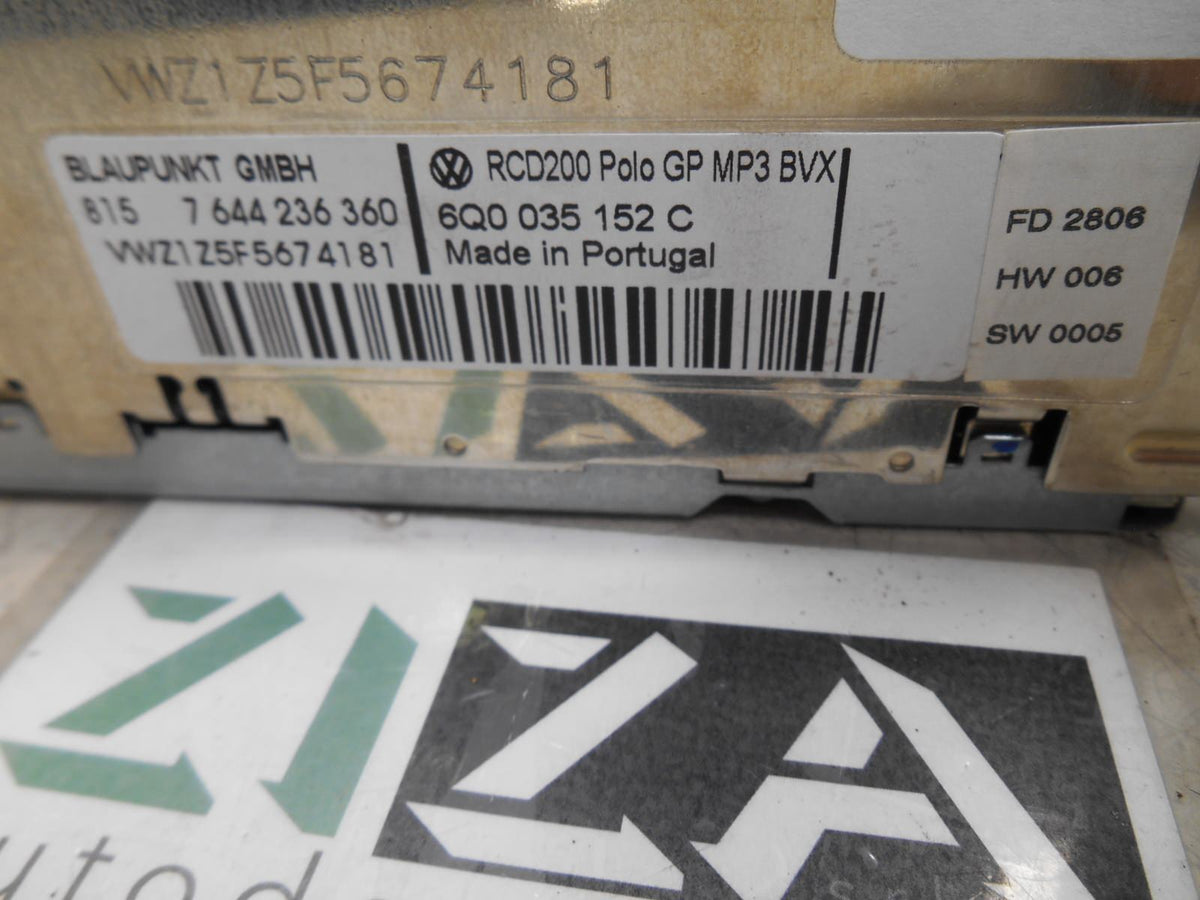 VWZ1Z5F5674181
BLAUPUNKT GMBH
815 7 644 236 360
VWZ1Z5F5674181
RCD200 Polo GP MP3 BVX
6Q0 035 152 C
Made in Portugal
FD 2806
HW 006
SW 0005
ZIZA